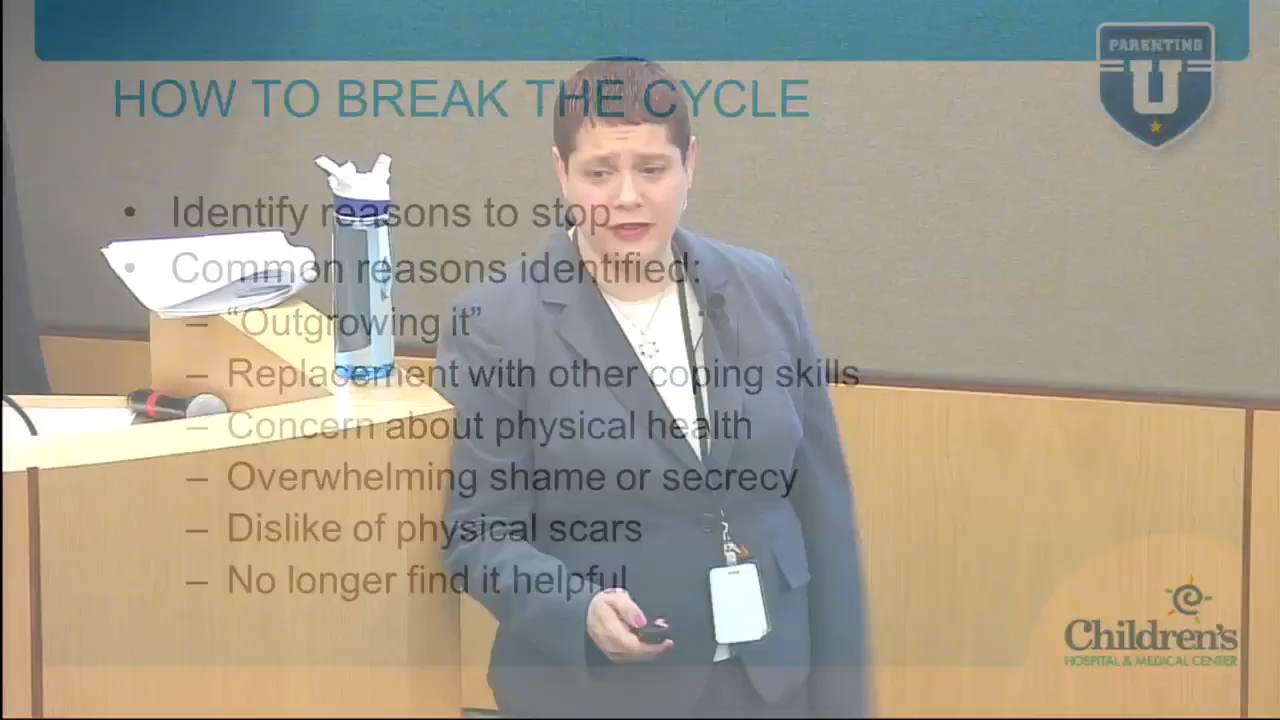 PARENTING
U
HOW TO BREAK THE CYCLE
• Identify reasons to stop
• Common reasons identified:
– “Outgrowing it”
– Replacement with other coping skills
– Concern about physical health
– Overwhelming shame or secrecy
– Dislike of physical scars
– No longer find it helpful
Children's
HOSPITAL & MEDICAL CENTER